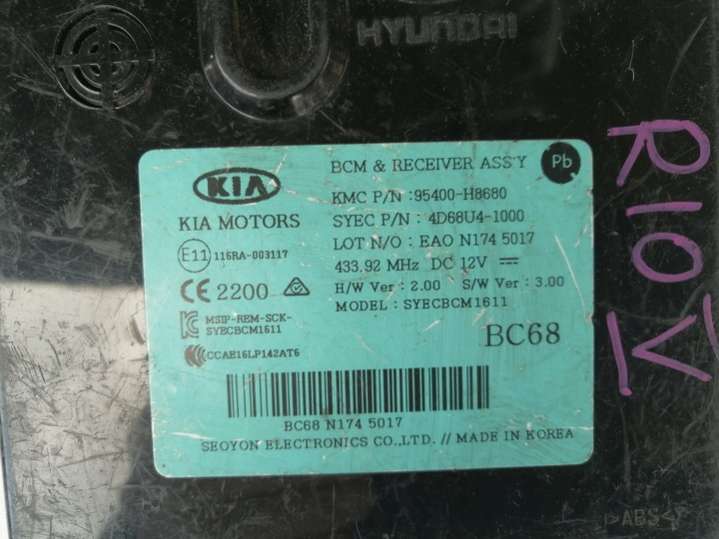 HYUNDAI
KIA
KIA MOTORS
BCM & RECEIVER ASS'Y
Pb
KMC P/N : 95400-H8680
SYEC P/N : 4D68U4-1000
LOT N/O : EAO N174 5017
433.92 MHz DC 12V
H/W Ver : 2.00 S/W Ver : 3.00
MODEL : SYECBCM1611
E11 116RA-003117
CE 2200
MSIP-REM-SCK-
SYECBCM1611
CCAE16LP142AT6
BC68
BC68 N174 5017
SEOYON ELECTRONICS CO.,LTD. // MADE IN KOREA
RIO V
>ABS<